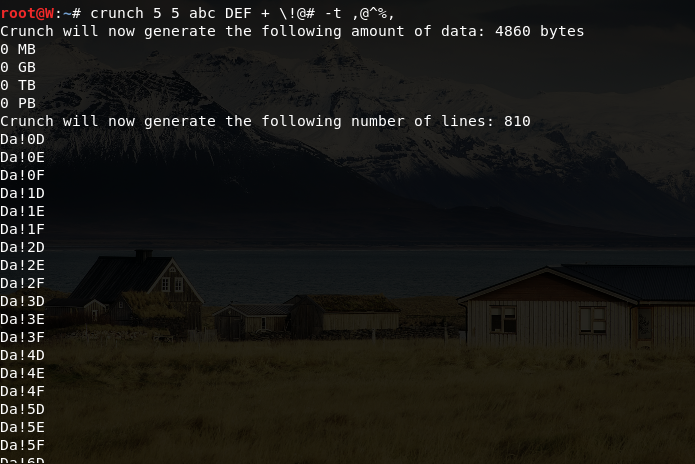 root@W:~# crunch 5 5 abc DEF + \!@# -t ,@^%,
Crunch will now generate the following amount of data: 4860 bytes
0 MB
0 GB
0 TB
0 PB
Crunch will now generate the following number of lines: 810
Da!0D
Da!0E
Da!0F
Da!1D
Da!1E
Da!1F
Da!2D
Da!2E
Da!2F
Da!3D
Da!3E
Da!3F
Da!4D
Da!4E
Da!4F
Da!5D
Da!5E
Da!5F
Da!6D